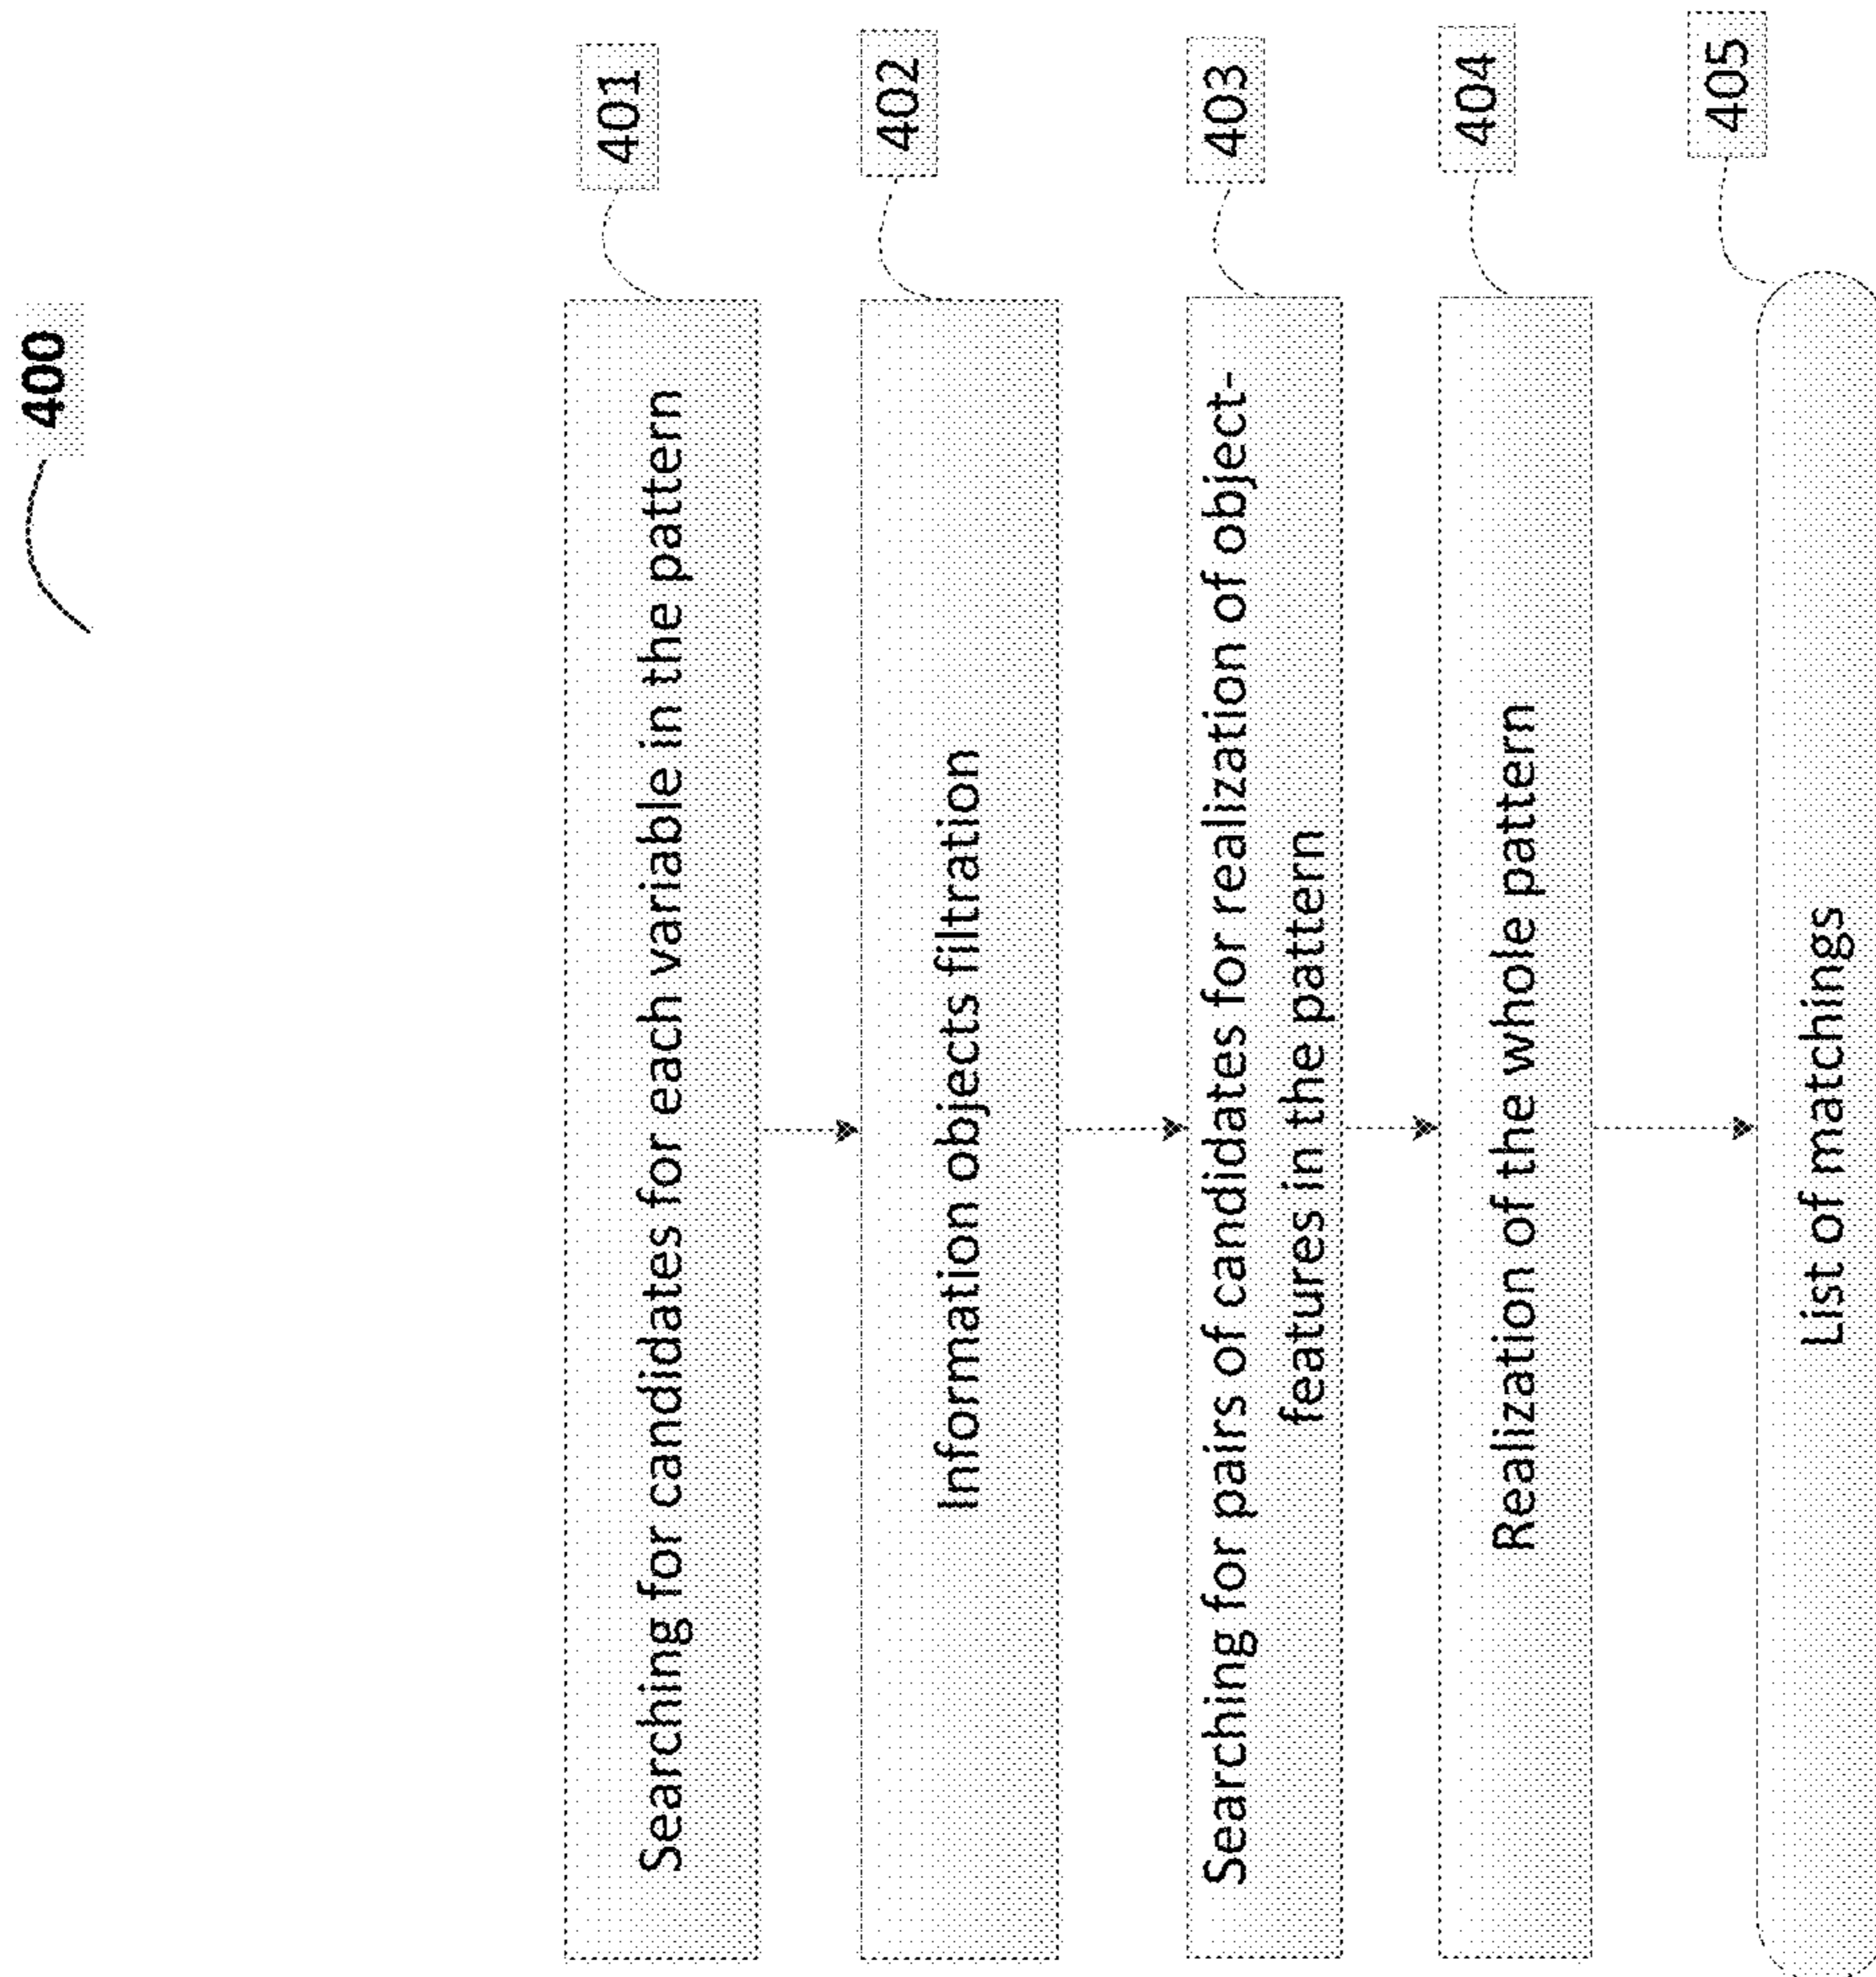 400
401
Searching for candidates for each variable in the pattern
402
Information objects filtration
403
Searching for pairs of candidates for realization of object-
features in the pattern
404
Realization of the whole pattern
405
List of matchings